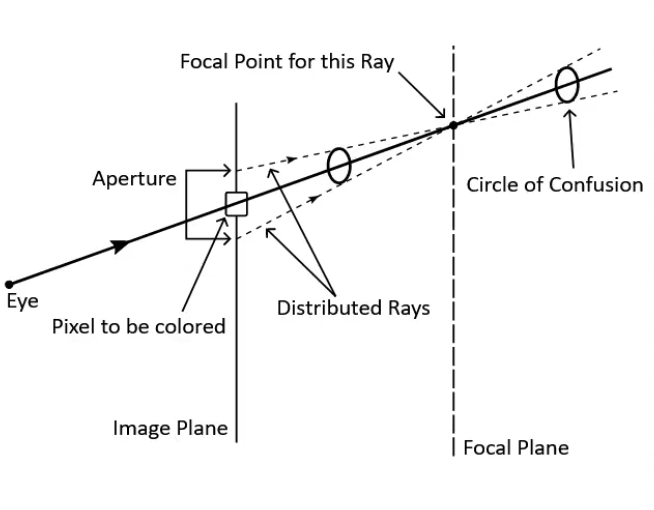 Focal Point for this Ray
Aperture
Circle of Confusion
Eye
Distributed Rays
Pixel to be colored
Image Plane
Focal Plane